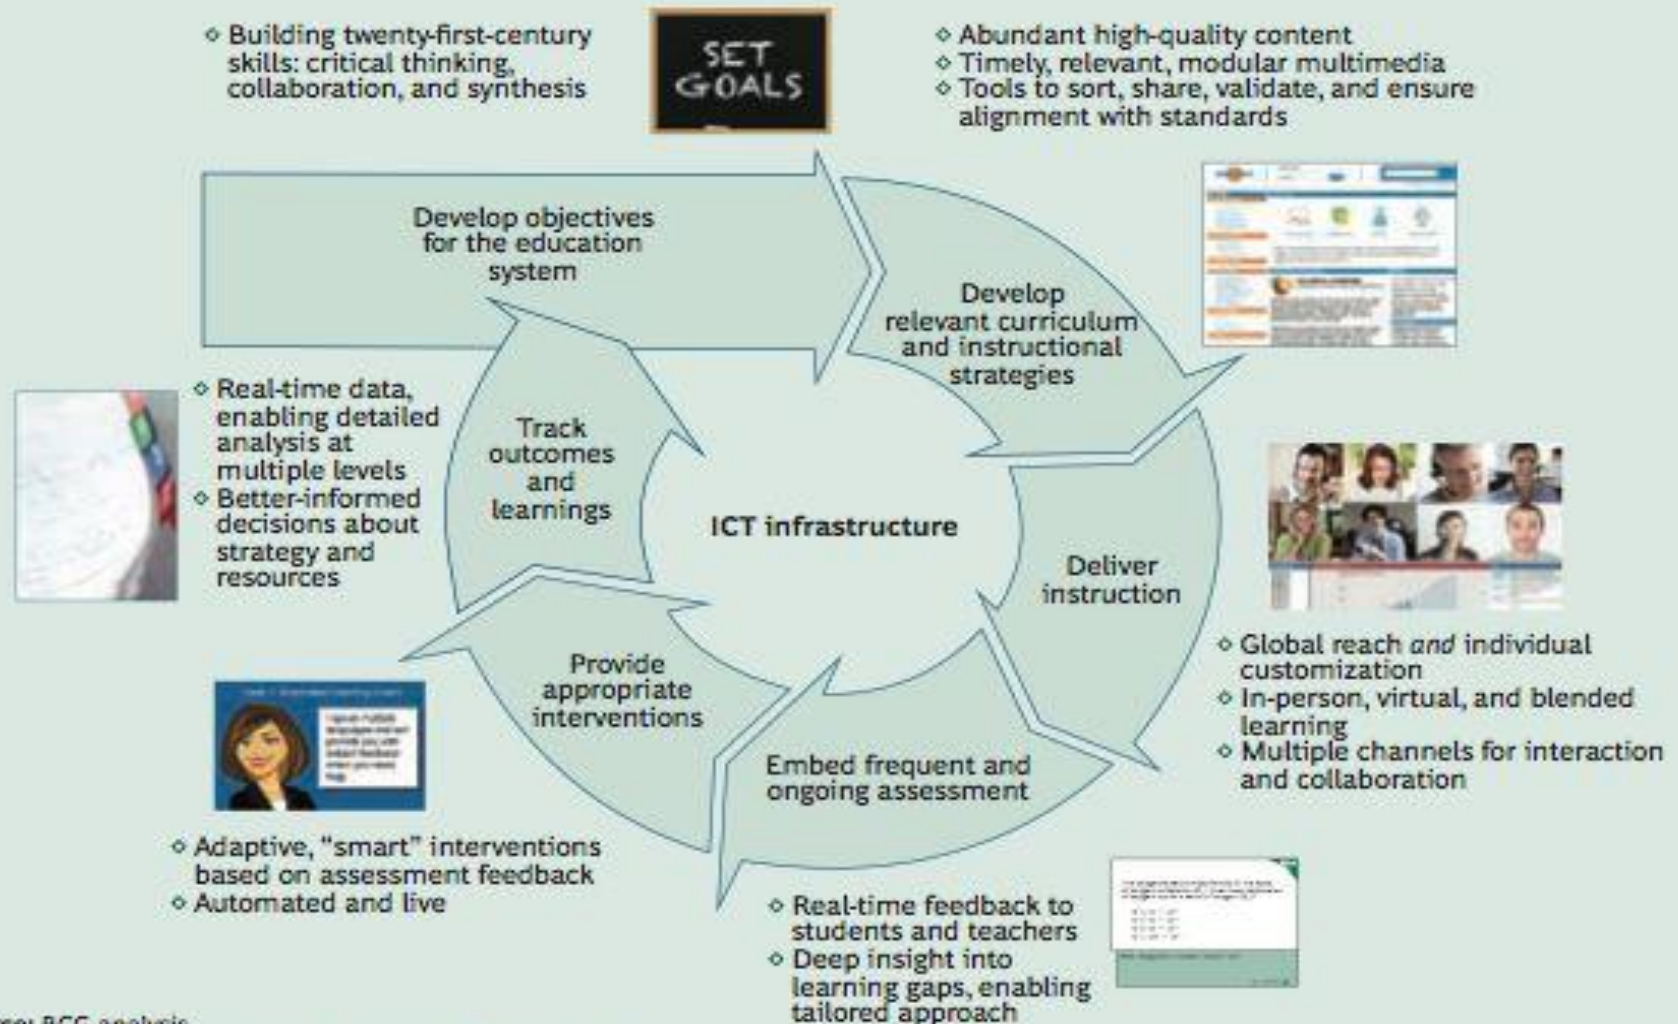 ◇ Building twenty-first-century
skills: critical thinking,
collaboration, and synthesis
SET
GOALS
◇ Abundant high-quality content
◇ Timely, relevant, modular multimedia
◇ Tools to sort, share, validate, and ensure
alignment with standards
Develop objectives
for the education
system
Develop
relevant curriculum
and instructional
strategies
◇ Real-time data,
enabling detailed
analysis at
multiple levels
◇ Better-informed
decisions about
strategy and
resources
Track
outcomes
and
learnings
ICT infrastructure
Deliver
instruction
◇ Global reach and individual
customization
◇ In-person, virtual, and blended
learning
◇ Multiple channels for interaction
and collaboration
Provide
appropriate
interventions
Embed frequent and
ongoing assessment
◇ Adaptive, “smart” interventions
based on assessment feedback
◇ Automated and live
◇ Real-time feedback to
students and teachers
◇ Deep insight into
learning gaps, enabling
tailored approach
BCG analysis